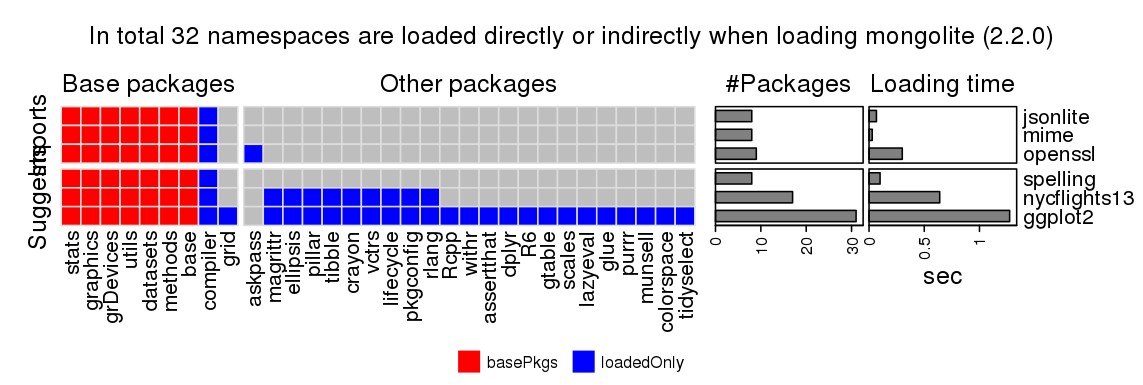 In total 32 namespaces are loaded directly or indirectly when loading mongolite (2.2.0)
Base packages
Other packages
#Packages
Loading time
Imports
Suggests
jsonlite
mime
openssl
spelling
nycflights13
ggplot2
stats
graphics
grDevices
utils
datasets
methods
base
compiler
grid
askpass
magrittr
ellipsis
pillar
tibble
crayon
vctrs
lifecycle
pkgconfig
rlang
Rcpp
withr
assertthat
dplyr
R6
gtable
scales
lazyeval
glue
purrr
munsell
colorspace
tidyselect
0
10
20
30
0
0.5
1
sec
basePkgs
loadedOnly